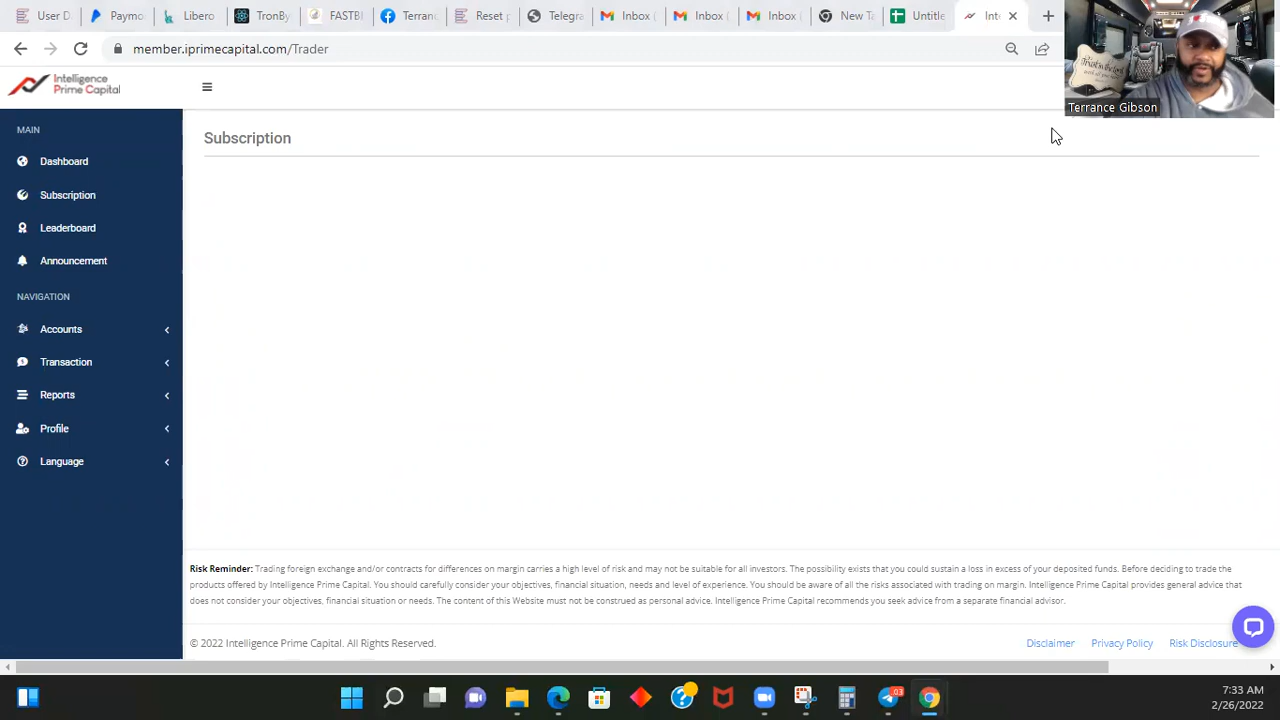 User D
Paymo
Libino
TronBy
FASTBI
Terran
Asset p
Telegra
Inbox (
Inbox (
Inbox (
New Ta
Untitle
Inte
member.iprimecapital.com/Trader
Intelligence
Prime Capital
Terrance Gibson
MAIN
Subscription
Dashboard
Subscription
Leaderboard
Announcement
NAVIGATION
Accounts
Transaction
Reports
Profile
Language
Risk Reminder: Trading foreign exchange and/or contracts for differences on margin carries a high level of risk and may not be suitable for all investors. The possibility exists that you could sustain a loss in excess of your deposited funds. Before deciding to trade the
products offered by Intelligence Prime Capital. You should carefully consider your objectives, financial situation, needs and level of experience. You should be aware of all the risks associated with trading on margin. Intelligence Prime Capital provides general advice that
does not consider your objectives, financial situation or needs. The content of this Website must not be construed as personal advice. Intelligence Prime Capital recommends you seek advice from a separate financial advisor.
© 2022 Intelligence Prime Capital. All Rights Reserved.
Disclaimer Privacy Policy Risk Disclosure
03
7:33 AM
2/26/2022